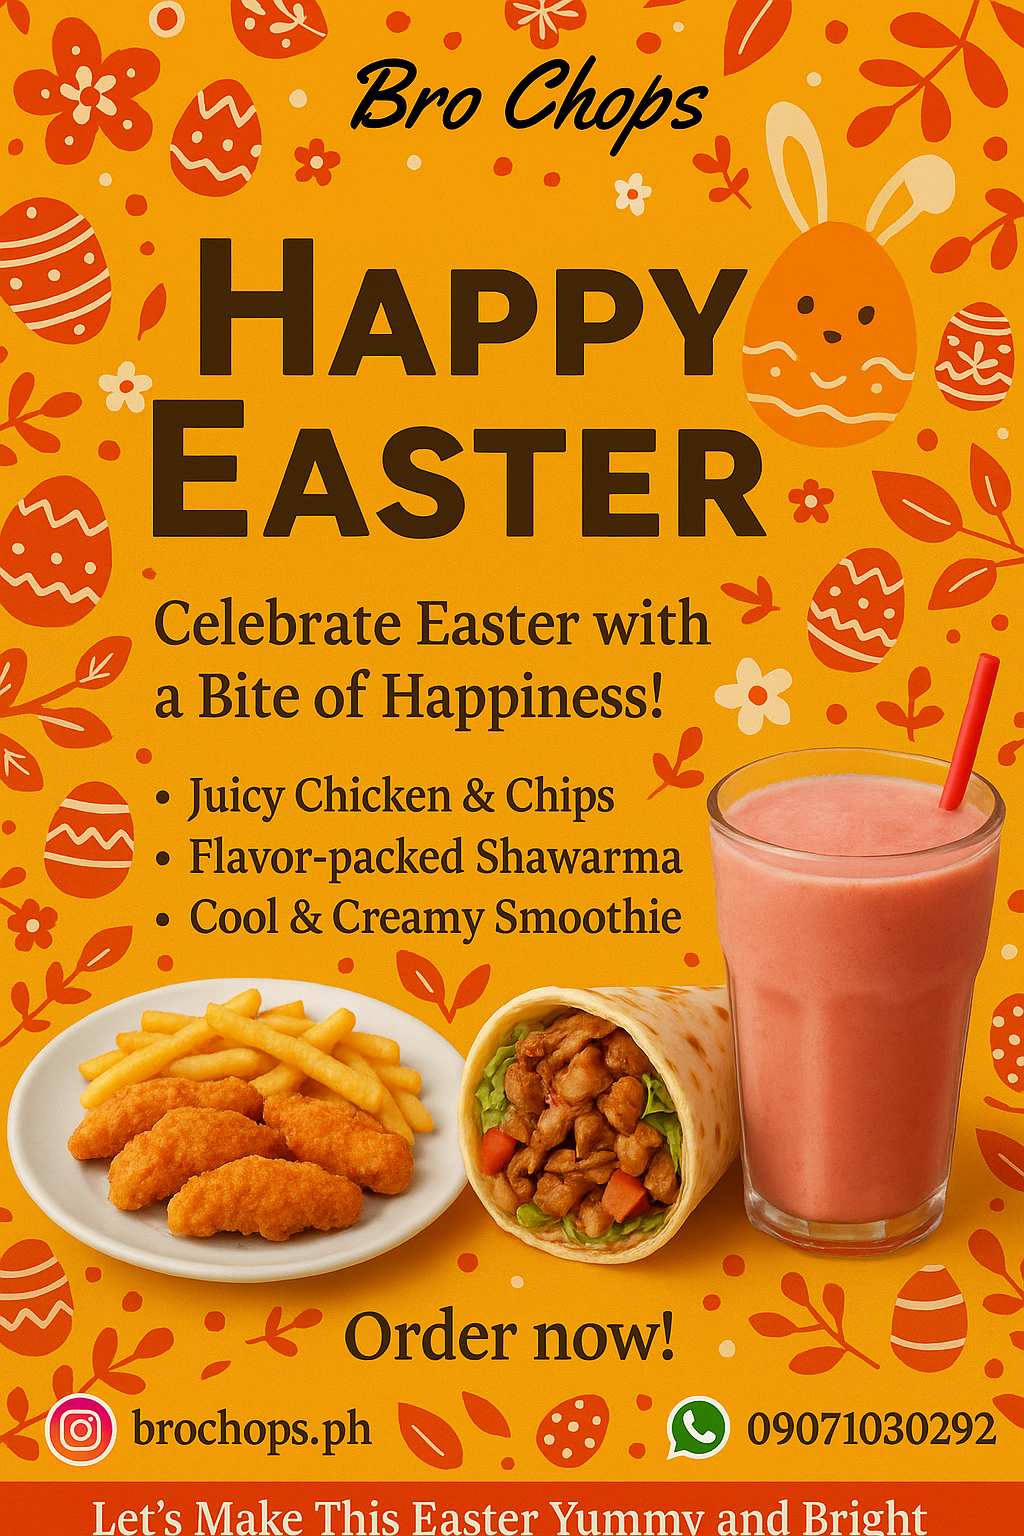 Bro Chops
HAPPY
EASTER
Celebrate Easter with
a Bite of Happiness!
• Juicy Chicken & Chips
• Flavor-packed Shawarma
• Cool & Creamy Smoothie
Order now!
brochops.ph
09071030292
Let's Make This Easter Yummy and Bright